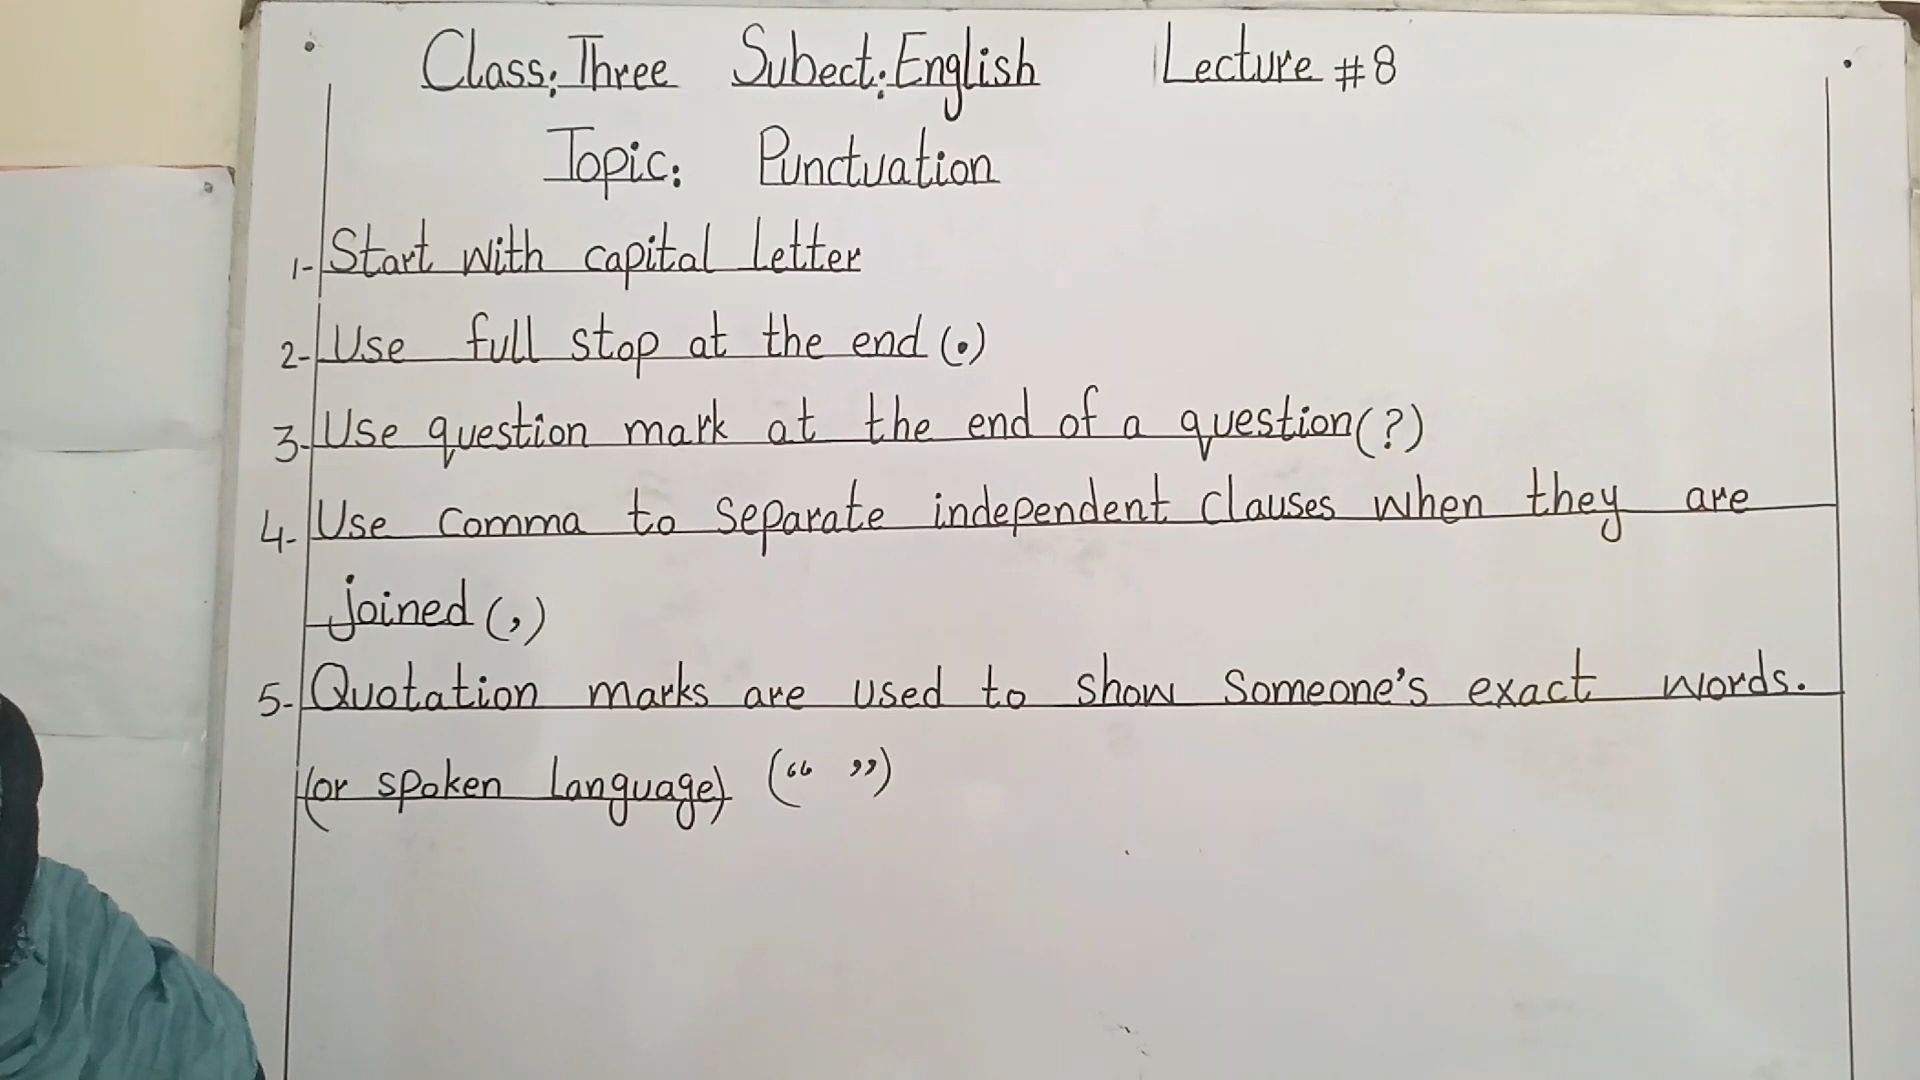 Class: Three Subect: English Lecture #8
Topic: Punctuation
1- Start with capital letter
2- Use full stop at the end (.)
3- Use question mark at the end of a question (?)
4- Use comma to separate independent clauses when they are
joined (,)
5- Quotation marks are used to show someone's exact words.
(or spoken language) (“ ”)